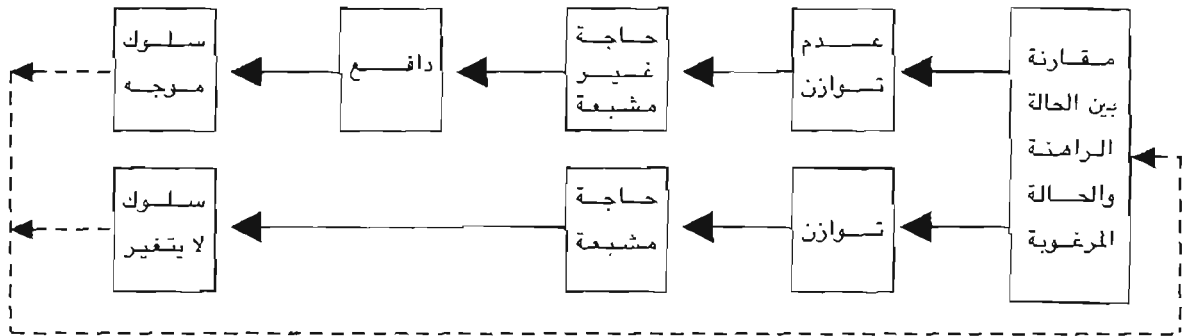 مقارنة
بين الحالة
الراهنة
والحالة
المرغوبة
عدم
توازن
حاجة
غير
مشبعة
دافع
سلوك
موجه
توازن
حاجة
مشبعة
سلوك
لا يتغير